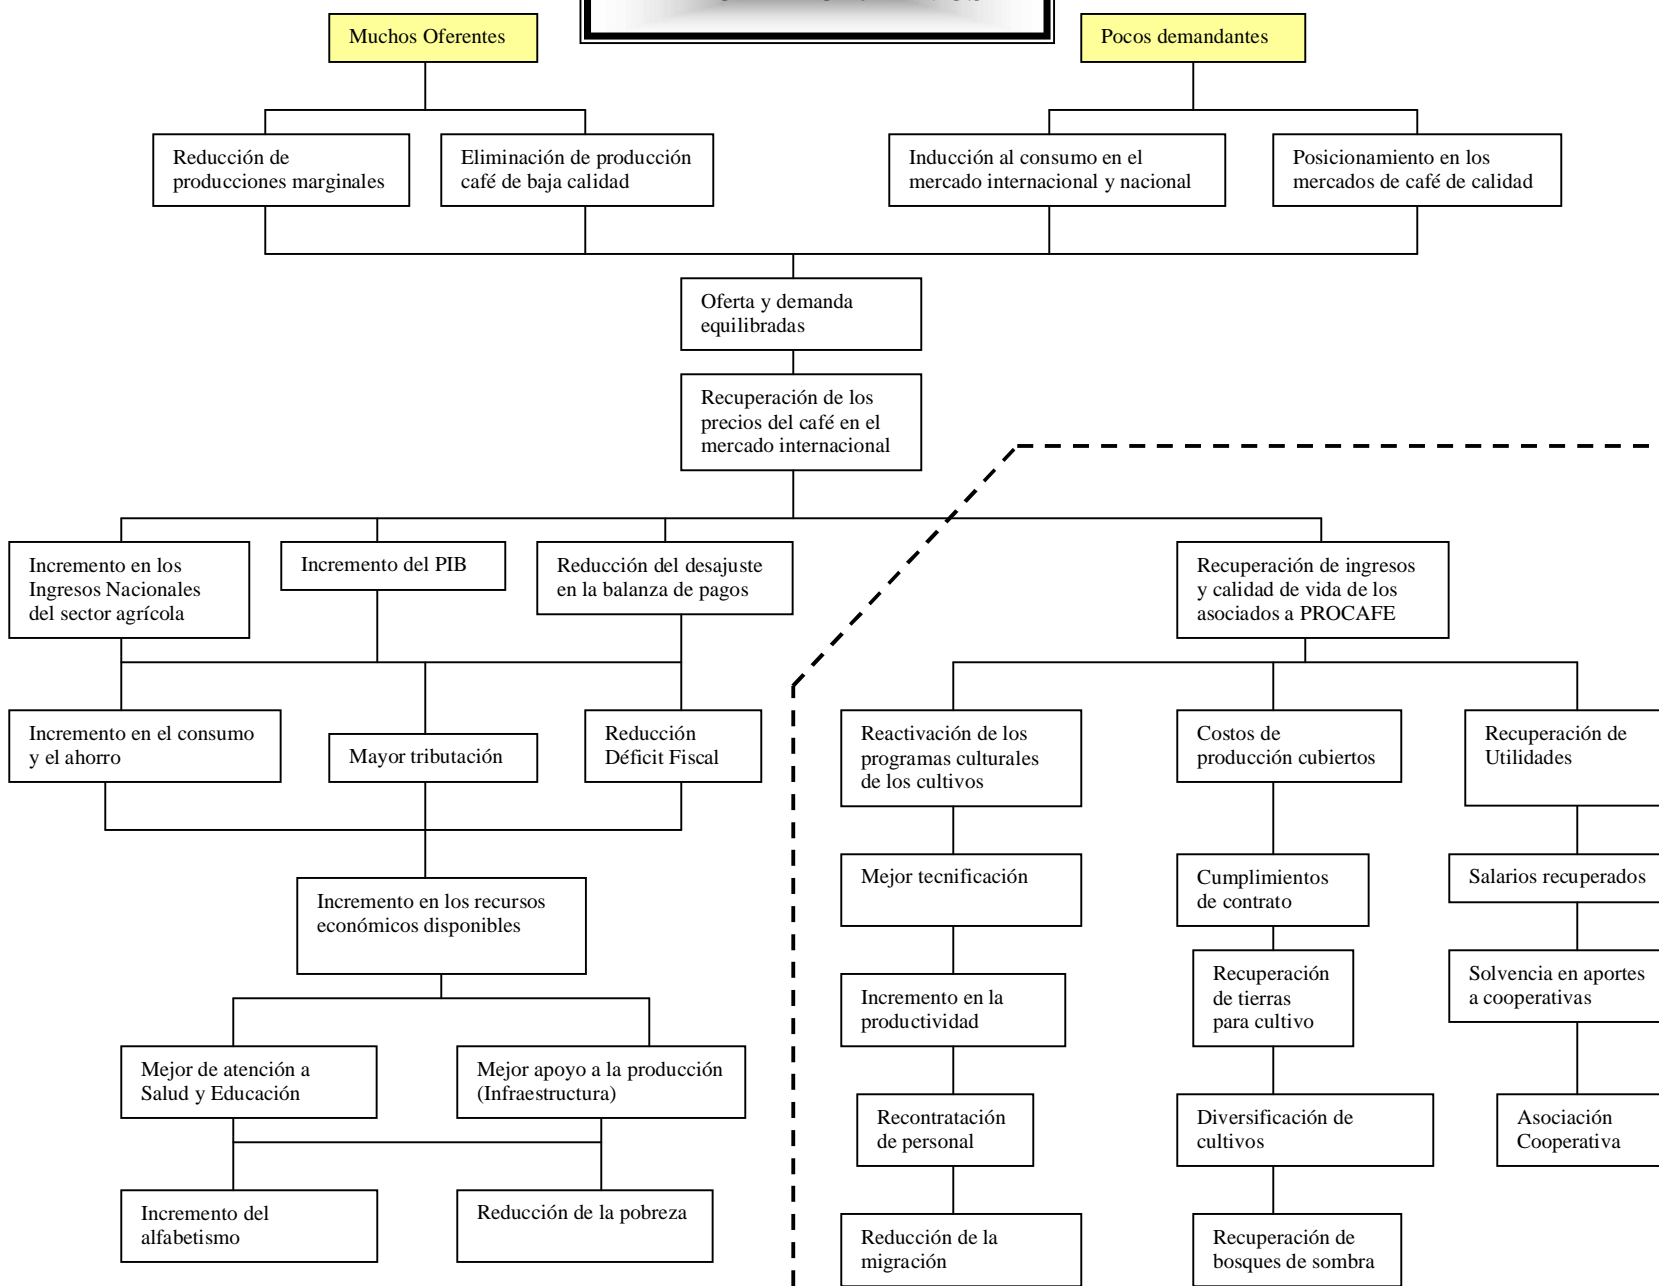 Muchos Oferentes
Pocos demandantes
Reducción de
producciones marginales
Eliminación de producción
café de baja calidad
Inducción al consumo en el
mercado internacional y nacional
Posicionamiento en los
mercados de café de calidad
Oferta y demanda
equilibradas
Recuperación de los
precios del café en el
mercado internacional
Incremento en los
Ingresos Nacionales
del sector agrícola
Incremento del PIB
Reducción del desajuste
en la balanza de pagos
Recuperación de ingresos
y calidad de vida de los
asociados a PROCAFE
Incremento en el consumo
y el ahorro
Mayor tributación
Reducción
Déficit Fiscal
Reactivación de los
programas culturales
de los cultivos
Costos de
producción cubiertos
Recuperación de
Utilidades
Incremento en los recursos
económicos disponibles
Mejor tecnificación
Cumplimientos
de contrato
Salarios recuperados
Incremento en la
productividad
Recuperación
de tierras
para cultivo
Solvencia en aportes
a cooperativas
Mejor de atención a
Salud y Educación
Mejor apoyo a la producción
(Infraestructura)
Recontratación
de personal
Diversificación de
cultivos
Asociación
Cooperativa
Incremento del
alfabetismo
Reducción de la pobreza
Reducción de la
migración
Recuperación de
bosques de sombra